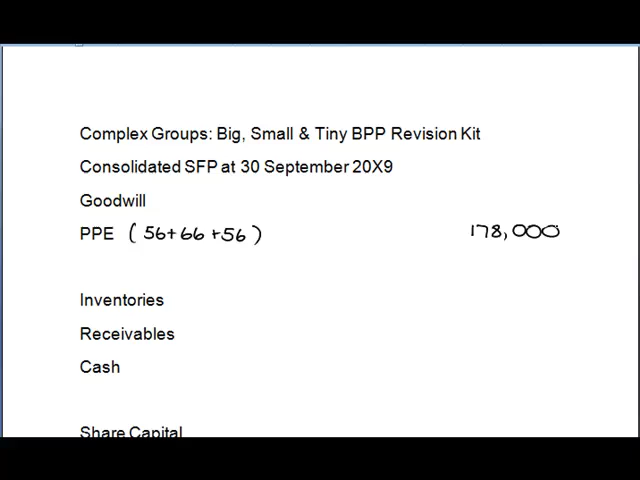 Complex Groups: Big, Small & Tiny BPP Revision Kit
Consolidated SFP at 30 September 20X9
Goodwill
PPE (56+66+56) 178,000
Inventories
Receivables
Cash
Share Capital